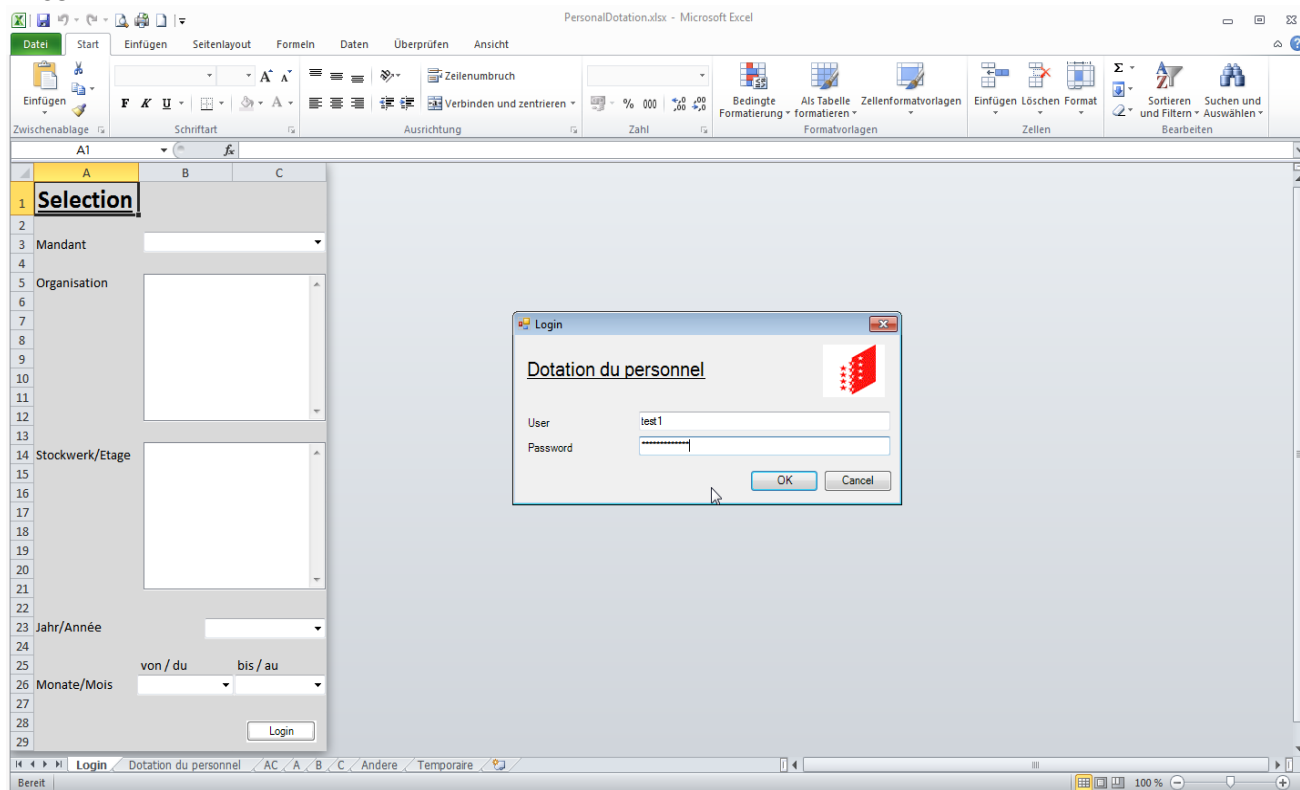 PersonalDotation.xlsx - Microsoft Excel
Datei Start Einfügen Seitenlayout Formeln Daten Überprüfen Ansicht
Einfügen
F K U A A A
Zeilenumbruch
Verbinden und zentrieren
% 000
Bedingte Formatierung
Als Tabelle formatieren
Zellenformatvorlagen
Einfügen Löschen Format
Σ
Sortieren und Filtern
Suchen und Auswählen
Zwischenablage Schriftart Ausrichtung Zahl Formatvorlagen Zellen Bearbeiten
A1 fx
A B C
1 Selection
2
3 Mandant
4
5 Organisation
6
7
8
9
10
11
12
13
14 Stockwerk/Etage
15
16
17
18
19
20
21
22
23 Jahr/Année
24
25 von / du bis / au
26 Monate/Mois
27
28 Login
29
Login
Dotation du personnel
User test1
Password *************
OK Cancel
Login Dotation du personnel AC A B C Andere Temporaire
Bereit 100 %